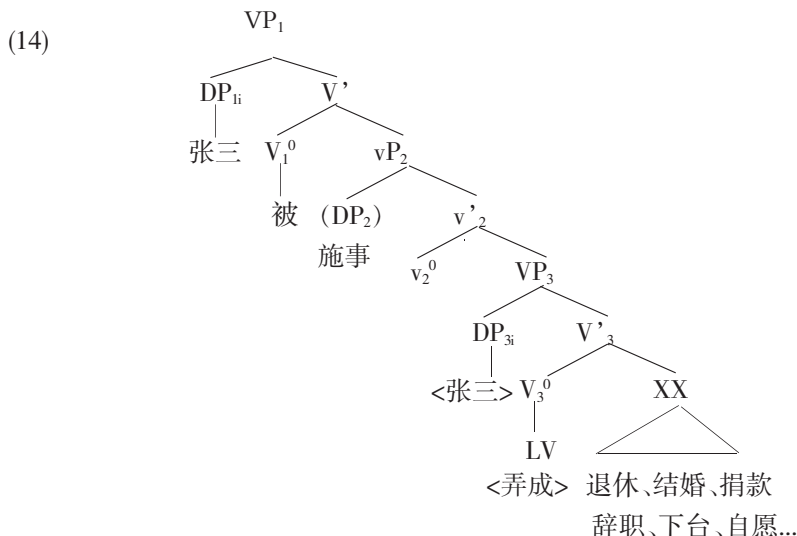 (14)
VP₁
DP₁ᵢ V’
张三 V₁⁰ vP₂
被 (DP₂) v’₂
施事
v₂⁰ VP₃
DP₃ᵢ V’₃
<张三> V₃⁰ XX
LV
<弄成> 退休、结婚、捐款
辞职、下台、自愿...